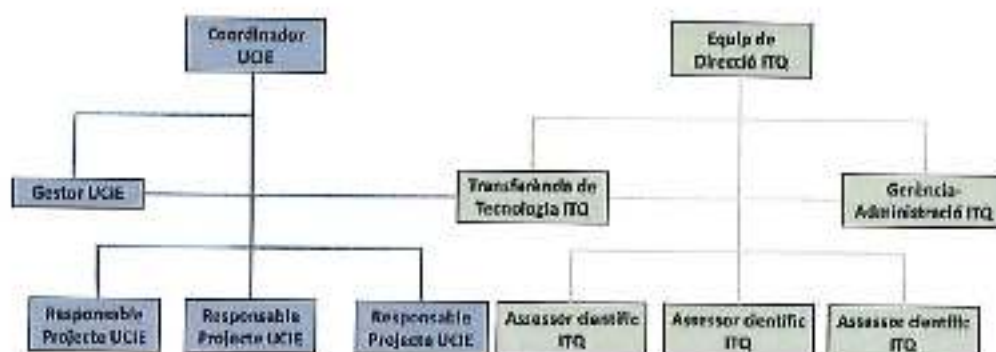 Coordinador
UCIE
Equip de
Direcció ITQ
Gestor UCIE
Transferència de
Tecnologia ITQ
Gerència-
Administració ITQ
Responsable
Projecte UCIE
Responsable
Projecte UCIE
Responsable
Projecte UCIE
Assessor científic
ITQ
Assessor científic
ITQ
Assessor científic
ITQ